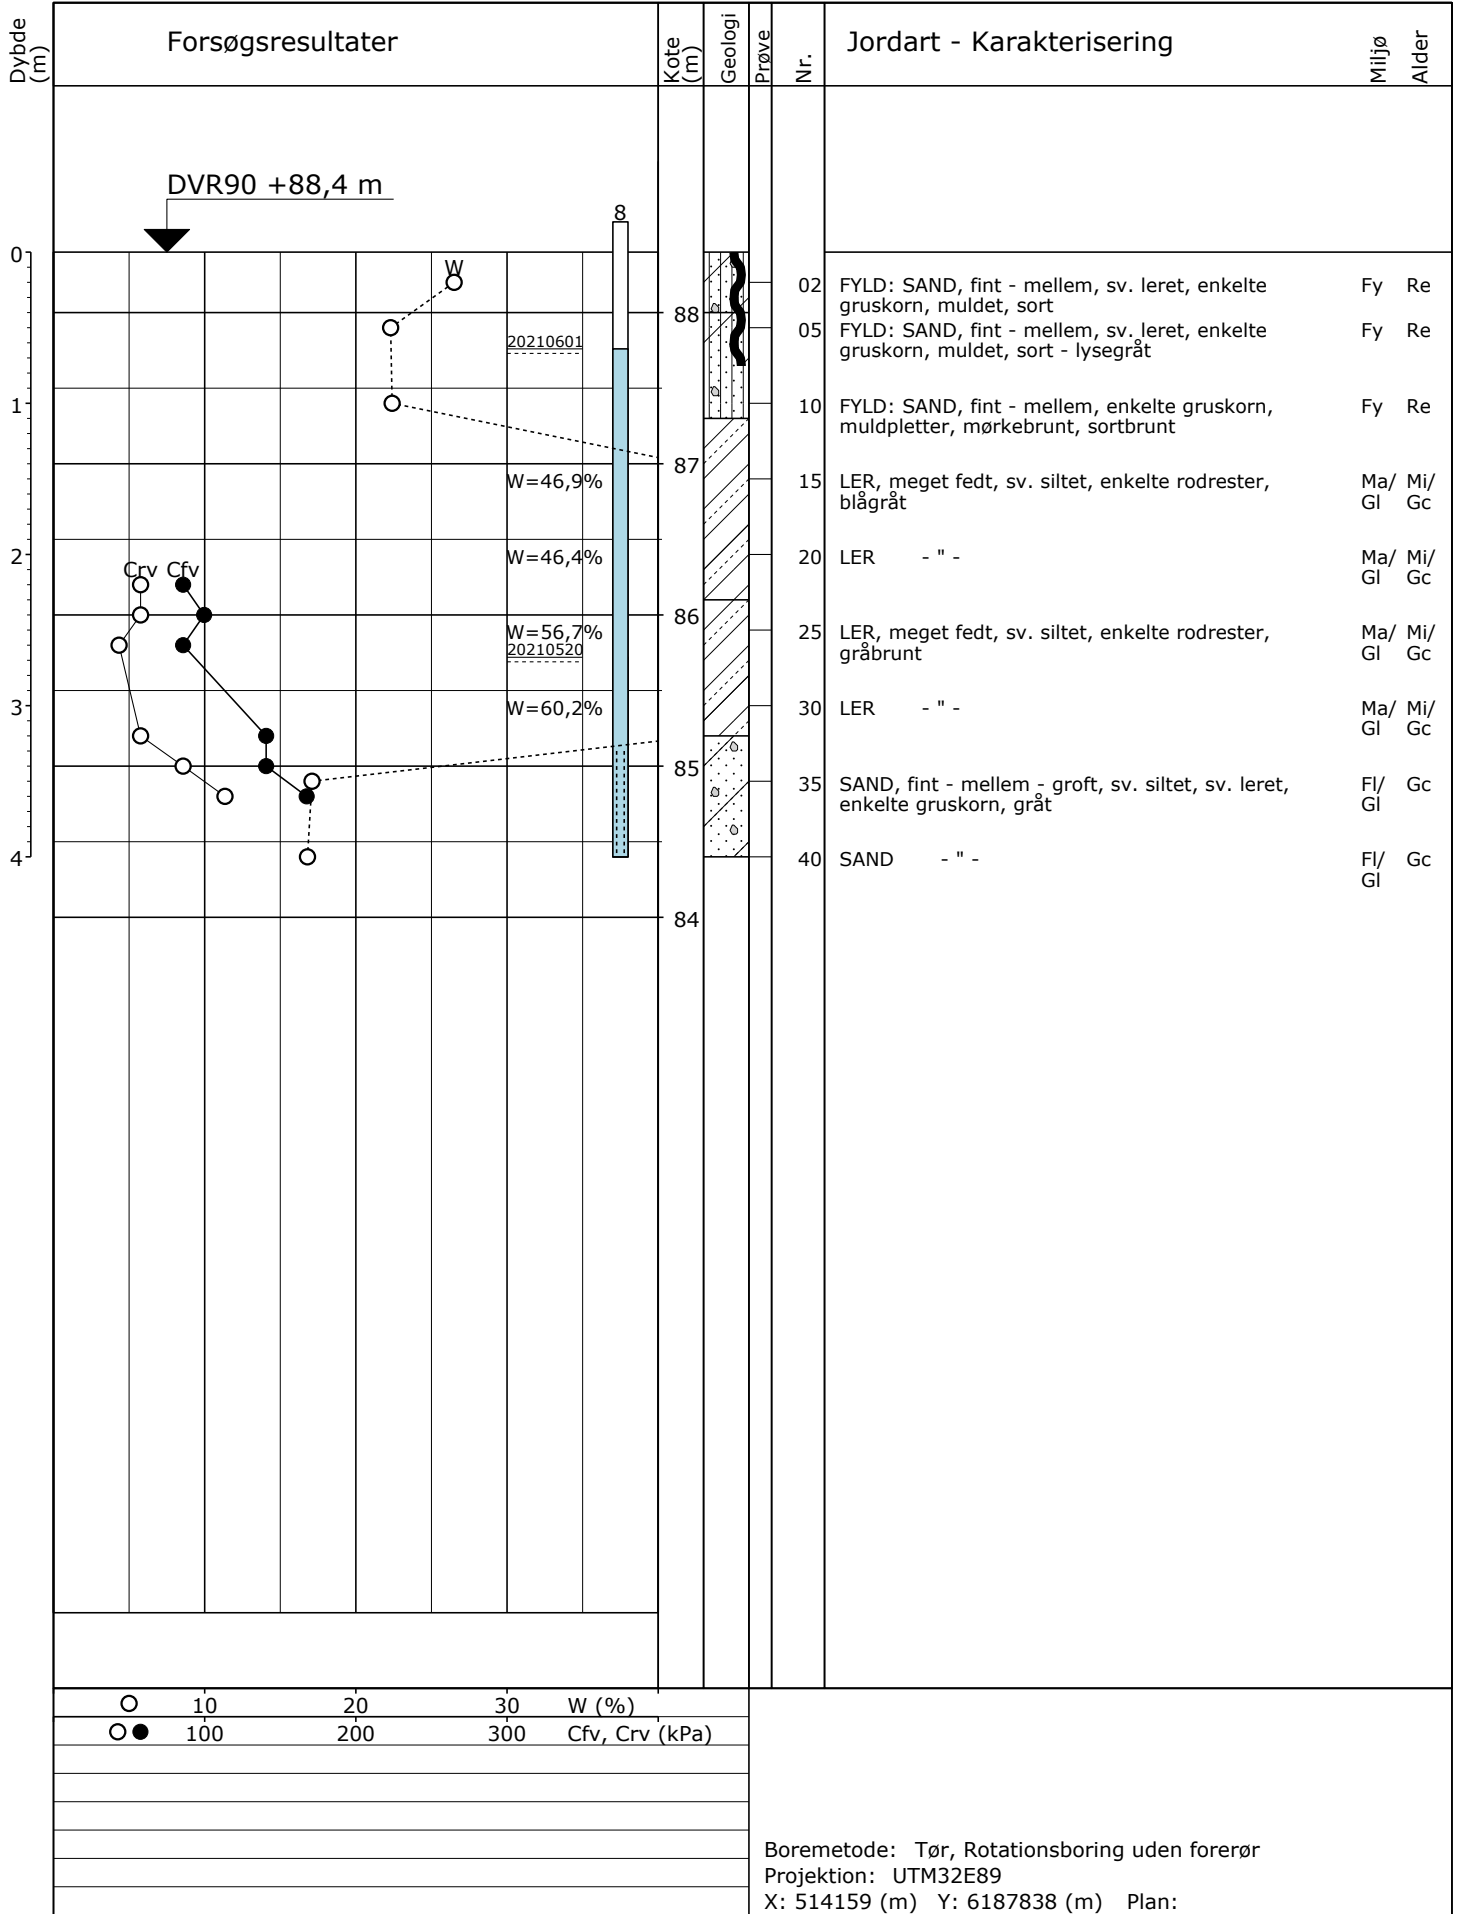 Dybde (m)
Forsøgsresultater
Kote (m)
Geologi
Prøve
Nr.
Jordart - Karakterisering
Miljø
Alder
DVR90 +88,4 m
8
0
W
02 FYLD: SAND, fint - mellem, sv. leret, enkelte Fy Re
gruskorn, muldet, sort
88
05 FYLD: SAND, fint - mellem, sv. leret, enkelte Fy Re
gruskorn, muldet, sort - lysegråt
20210601
1
10 FYLD: SAND, fint - mellem, enkelte gruskorn, Fy Re
muldpletter, mørkebrunt, sortbrunt
87
W=46,9% 15 LER, meget fedt, sv. siltet, enkelte rodrester, Ma/ Mi/
blågråt Gl Gc
2
W=46,4% 20 LER - " - Ma/ Mi/
Gl Gc
Crv Cfv
86
W=56,7% 25 LER, meget fedt, sv. siltet, enkelte rodrester, Ma/ Mi/
20210520 gråbrunt Gl Gc
3
W=60,2% 30 LER - " - Ma/ Mi/
Gl Gc
85
35 SAND, fint - mellem - groft, sv. siltet, sv. leret, Fl/ Gc
enkelte gruskorn, gråt Gl
4
40 SAND - " - Fl/ Gc
Gl
84
10 20 30 W (%)
100 200 300 Cfv, Crv (kPa)
Boremetode: Tør, Rotationsboring uden forerør
Projektion: UTM32E89
X: 514159 (m) Y: 6187838 (m) Plan: